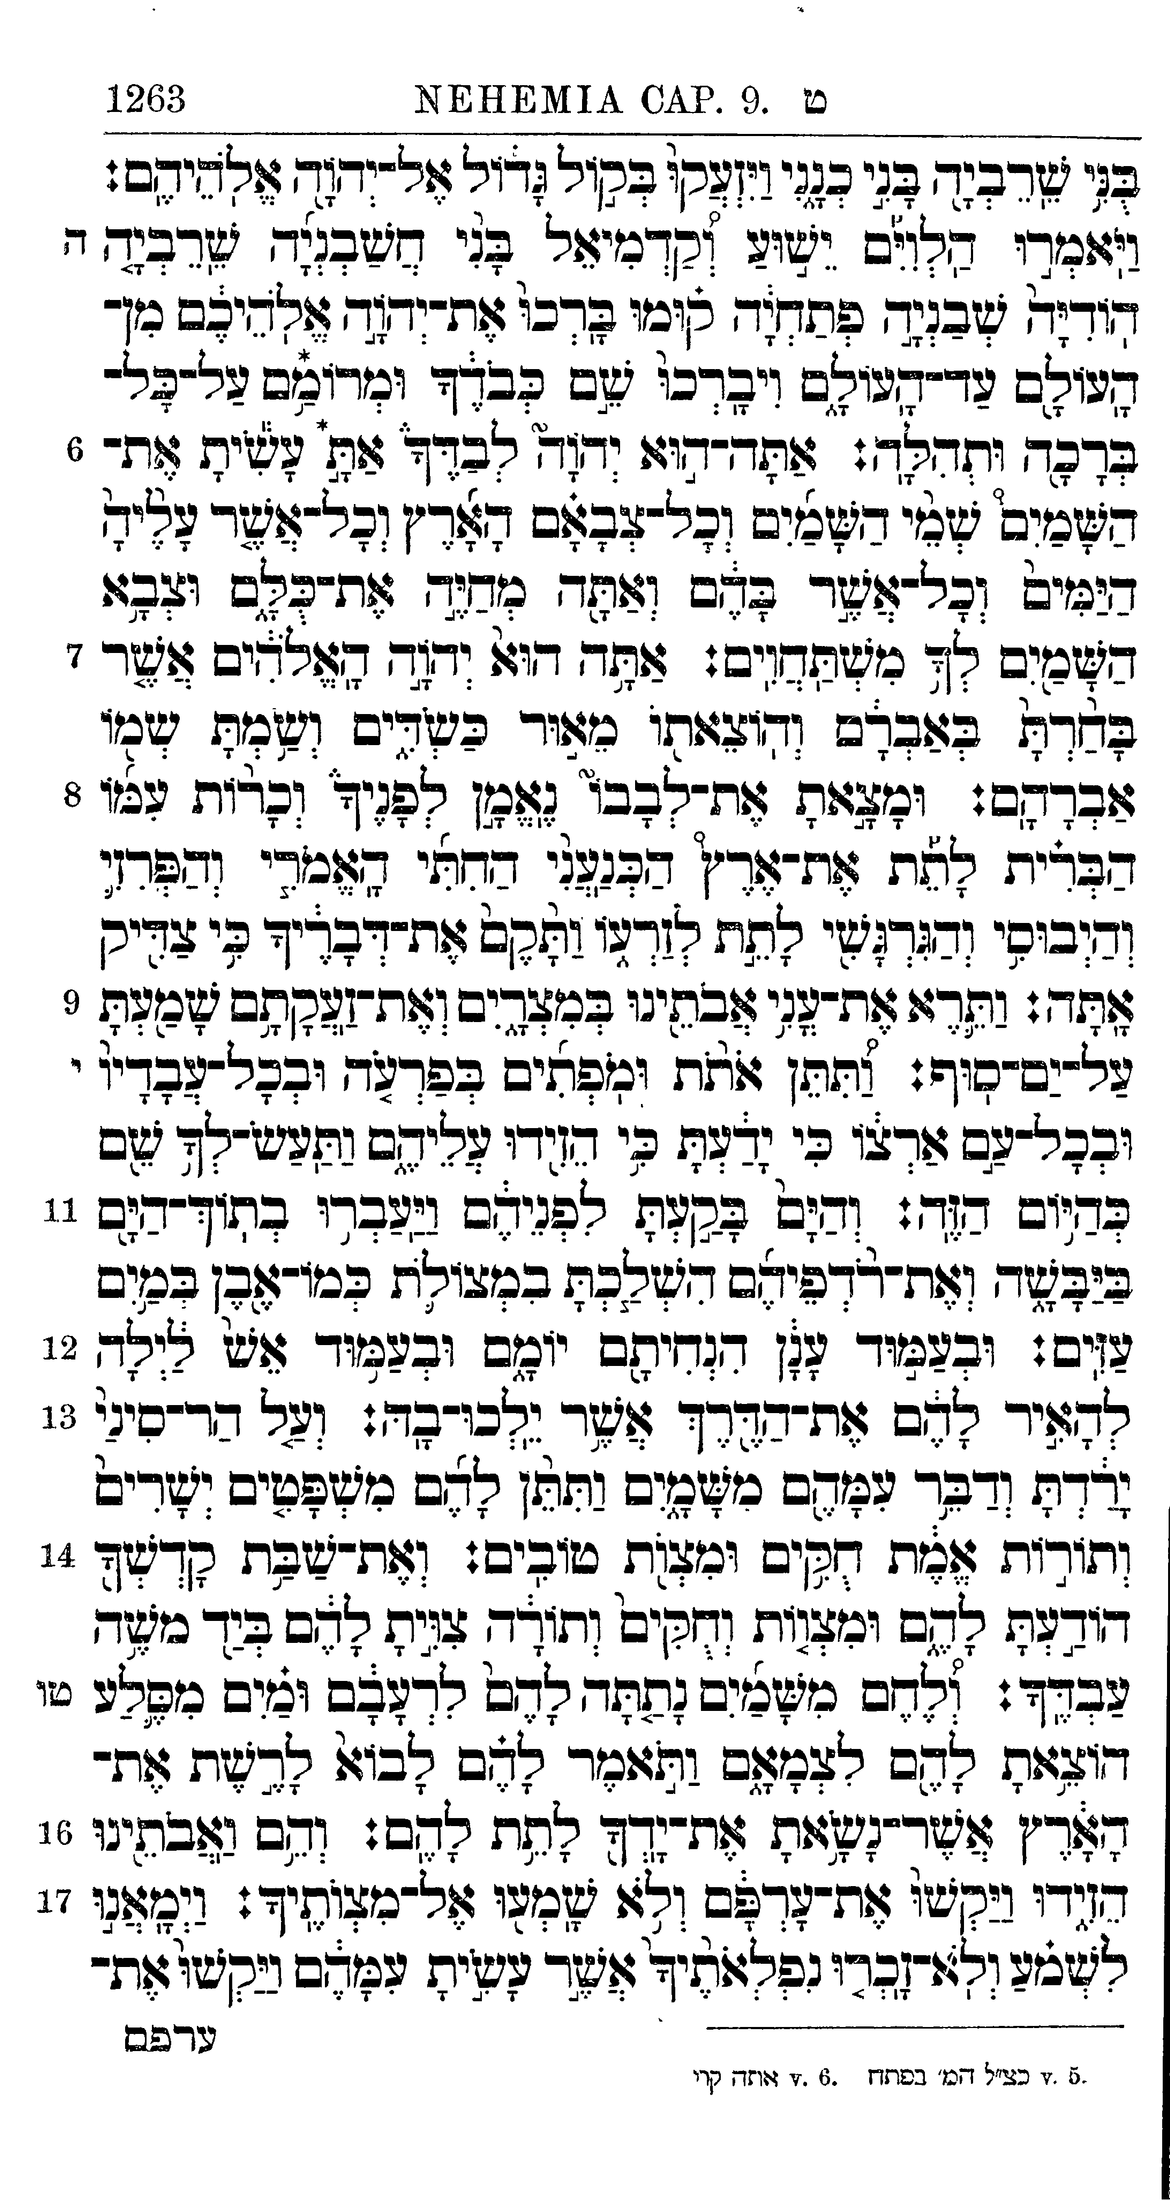 1263 NEHEMIA CAP. 9. ט
בֻּנִּ֥י שֵׁרֵבְיָ֖ה בָּנִ֣י כְנָ֑נִי וַֽיִּזְעֲקוּ֙ בְּק֣וֹל גָּד֔וֹל אֶל־יְהוָ֖ה אֱלֹהֵיהֶֽם׃
ה וַיֹּאמְר֣וּ הַלְוִיִּ֡ם יֵשׁ֣וּעַ וְ֠קַדְמִיאֵל בָּנִ֨י חֲשַׁבְנְיָ֜ה שֵׁרֵבְיָ֤ה
הֽוֹדִיָּה֙ שְׁבַנְיָ֣ה פְתַֽחְיָ֔ה ק֗וּמוּ בָּרְכוּ֙ אֶת־יְהוָ֣ה אֱלֹֽהֵיכֶ֔ם מִן־
הָעוֹלָ֖ם עַד־הָעוֹלָ֑ם וִיבָֽרְכוּ֙ שֵׁ֣ם כְּבֹדֶ֔ךָ וּמְרוֹמַ֥ם* עַל־כָּל־
6 בְּרָכָ֖ה וּתְהִלָּֽה׃ אַתָּה־ה֣וּא יְהוָה֮ לְבַדֶּךָ֒ אַתָּ֣* עָשִׂ֡יתָ אֶֽת־
הַשָּׁמַיִם֩ שְׁמֵ֨י הַשָּׁמַ֜יִם וְכָל־צְבָאָ֗ם הָאָ֜רֶץ וְכָל־אֲשֶׁ֤ר עָלֶ֙יהָ֙
הַיַּמִּים֙ וְכָל־אֲשֶׁ֣ר בָּהֶ֔ם וְאַתָּ֖ה מְחַיֶּ֣ה אֶת־כֻּלָּ֑ם וּצְבָ֥א
7 הַשָּׁמַ֖יִם לְךָ֥ מִשְׁתַּחֲוִֽים׃ אַתָּ֥ה הוּא֙ יְהוָ֣ה הָאֱלֹהִ֔ים אֲשֶׁ֤ר
בָּחַ֙רְתָּ֙ בְּאַבְרָ֔ם וְהוֹצֵאת֖וֹ מֵא֣וּר כַּשְׂדִּ֑ים וְשַׂ֥מְתָּ שְּׁמ֖וֹ
8 אַבְרָהָֽם׃ וּמָצָ֣אתָ אֶת־לְבָבוֹ֮ נֶאֱמָ֣ן לְפָנֶיךָ֒ וְכָר֨וֹת עִמּ֜וֹ
הַבְּרִ֗ית לָתֵ֡ת אֶת־אֶרֶץ֩ הַכְּנַעֲנִ֨י הַחִתִּ֜י הָאֱמֹרִ֧י וְהַפְּרִזִּ֛י
וְהַיְבוּסִ֥י וְהַגִּרְגָּשִׁ֖י לָתֵ֣ת לְזַרְע֑וֹ וַתָּ֙קֶם֙ אֶת־דְּבָרֶ֔יךָ כִּ֥י צַדִּ֖יק
9 אָֽתָּה׃ וַתֵּ֛רֶא אֶת־עֳנִ֥י אֲבֹתֵ֖ינוּ בְּמִצְרָ֑יִם וְאֶת־זַעֲקָתָ֥ם שָׁמַ֖עְתָּ
י עַל־יַם־סֽוּף׃ וַ֠תִּתֵּן אֹתֹ֨ת וּמֹֽפְתִ֜ים בְּפַרְעֹ֤ה וּבְכָל־עֲבָדָיו֙
וּבְכָל־עַ֣ם אַרְצ֔וֹ כִּ֣י יָדַ֔עְתָּ כִּ֥י הֵזִ֖ידוּ עֲלֵיהֶ֑ם וַתַּֽעַשׂ־לְךָ֥ שֵׁ֖ם
11 כְּהַיּ֥וֹם הַזֶּֽה׃ וְהַיָּם֙ בָּקַ֣עְתָּ לִפְנֵיהֶ֔ם וַיַּֽעַבְר֥וּ בְתוֹךְ־הַיָּ֖ם
בַּיַּבָּשָׁ֑ה וְֽאֶת־רֹ֨דְפֵיהֶ֜ם הִשְׁלַ֧כְתָּ בִמְצוֹלֹ֛ת כְּמוֹ־אֶ֖בֶן בְּמַ֥יִם
12 עַזִּֽים׃ וּבְעַמּ֣וּד עָנָ֔ן הִנְחִיתָ֖ם יוֹמָ֑ם וּבְעַמּ֥וּד אֵשׁ֙ לַ֔יְלָה
13 לְהָאִ֣יר לָהֶ֔ם אֶת־הַדֶּ֖רֶךְ אֲשֶׁ֥ר יֵֽלְכוּ־בָֽהּ׃ וְעַ֤ל הַר־סִינַי֙
יָרַ֔דְתָּ וְדַבֵּ֥ר עִמָּהֶ֖ם מִשָּׁמָ֑יִם וַתִּתֵּ֨ן לָהֶ֜ם מִשְׁפָּטִ֤ים יְשָׁרִים֙
14 וְתוֹר֣וֹת אֱמֶ֔ת חֻקִּ֥ים וּמִצְוֹ֖ת טוֹבִֽים׃ וְאֶת־שַׁבַּ֥ת קָדְשְׁךָ֖
הוֹדַ֣עְתָּ לָהֶ֑ם וּמִצְו֤וֹת וְחֻקִּים֙ וְתוֹרָ֔ה צִוִּ֣יתָ לָהֶ֔ם בְּיַ֖ד מֹשֶׁ֥ה
טו עַבְדֶּֽךָ׃ וְ֠לֶחֶם מִשָּׁמַ֜יִם נָתַ֤תָּה לָהֶם֙ לִרְעָבָ֔ם וּמַ֗יִם מִסֶּ֛לַע
הוֹצֵ֥אתָ לָהֶ֖ם לִצְמָאָ֑ם וַתֹּ֣אמֶר לָהֶ֗ם לָבוֹא֙ לָרֶ֣שֶׁת אֶת־
16 הָאָ֔רֶץ אֲשֶׁר־נָשָׂ֥אתָ אֶת־יָדְךָ֖ לָתֵ֥ת לָהֶֽם׃ וְהֵ֥ם וַאֲבֹתֵ֖ינוּ
17 הֵזִ֑ידוּ וַיַּקְשׁוּ֙ אֶת־עָרְפָּ֔ם וְלֹ֥א שָׁמְע֖וּ אֶל־מִצְוֹתֶֽיךָ׃ וַיְמָאֲנ֣וּ
לִשְׁמֹ֗עַ וְלֹא־זָכְר֤וּ נִפְלְאֹתֶ֙יךָ֙ אֲשֶׁ֣ר עָשִׂ֣יתָ עִמָּהֶ֔ם וַיַּקְשׁוּ֙ אֶת־
ערפם
v. 5. כצ״ל המ׳ בפתח v. 6. אתה קרי